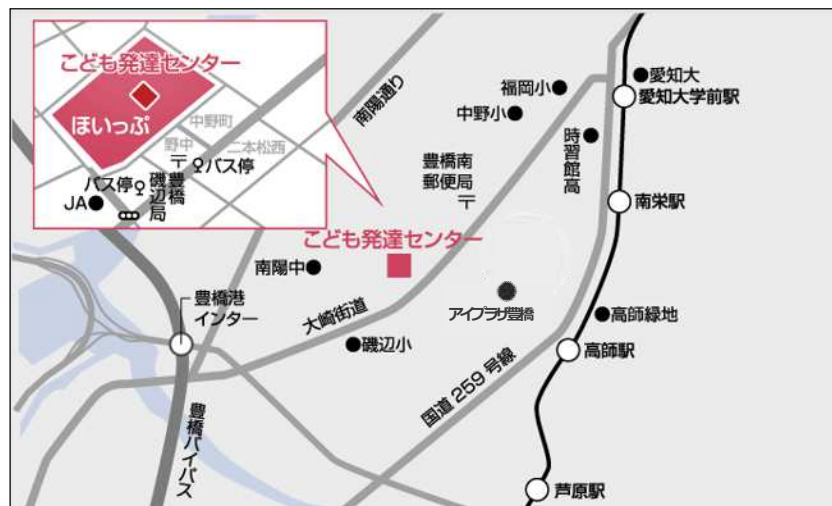 こども発達センター
ほいっぷ
中野町
野中
二本松西
〒
バス停
バス停
豊橋
磯辺局
JA
南陽通り
福岡小
愛知大
中野小
愛知大学前駅
時習館高
豊橋南
郵便局
〒
南栄駅
こども発達センター
南陽中
豊橋港
インター
大崎街道
アイプラザ豊橋
高師緑地
磯辺小
高師駅
国道259号線
豊橋バイパス
芦原駅